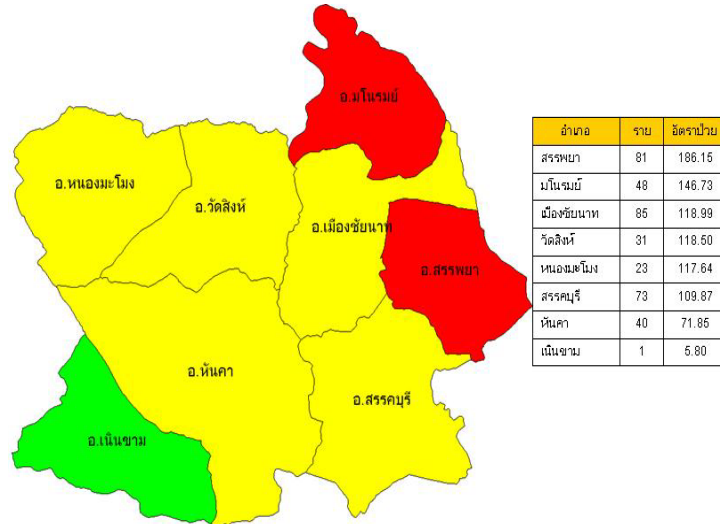 อ.มโนรมย์
อ.หนองมะโมง
อ.วัดสิงห์
อ.เมืองชัยนาท
อ.สรรพยา
อ.หันคา
อ.สรรคบุรี
อ.เนินขาม
อำเภอ ราย อัตราป่วย
สรรพยา 81 186.15
มโนรมย์ 48 146.73
เมืองชัยนาท 85 118.99
วัดสิงห์ 31 118.50
หนองมะโมง 23 117.64
สรรคบุรี 73 109.87
หันคา 40 71.85
เนินขาม 1 5.80